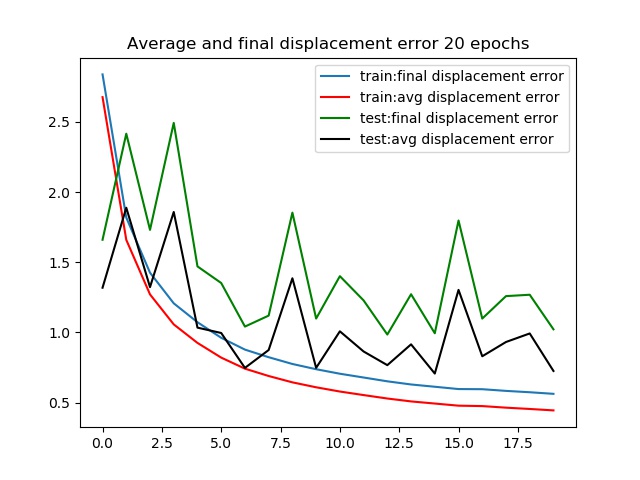 Average and final displacement error 20 epochs
train:final displacement error
train:avg displacement error
test:final displacement error
test:avg displacement error
2.5
2.0
1.5
1.0
0.5
0.0 2.5 5.0 7.5 10.0 12.5 15.0 17.5